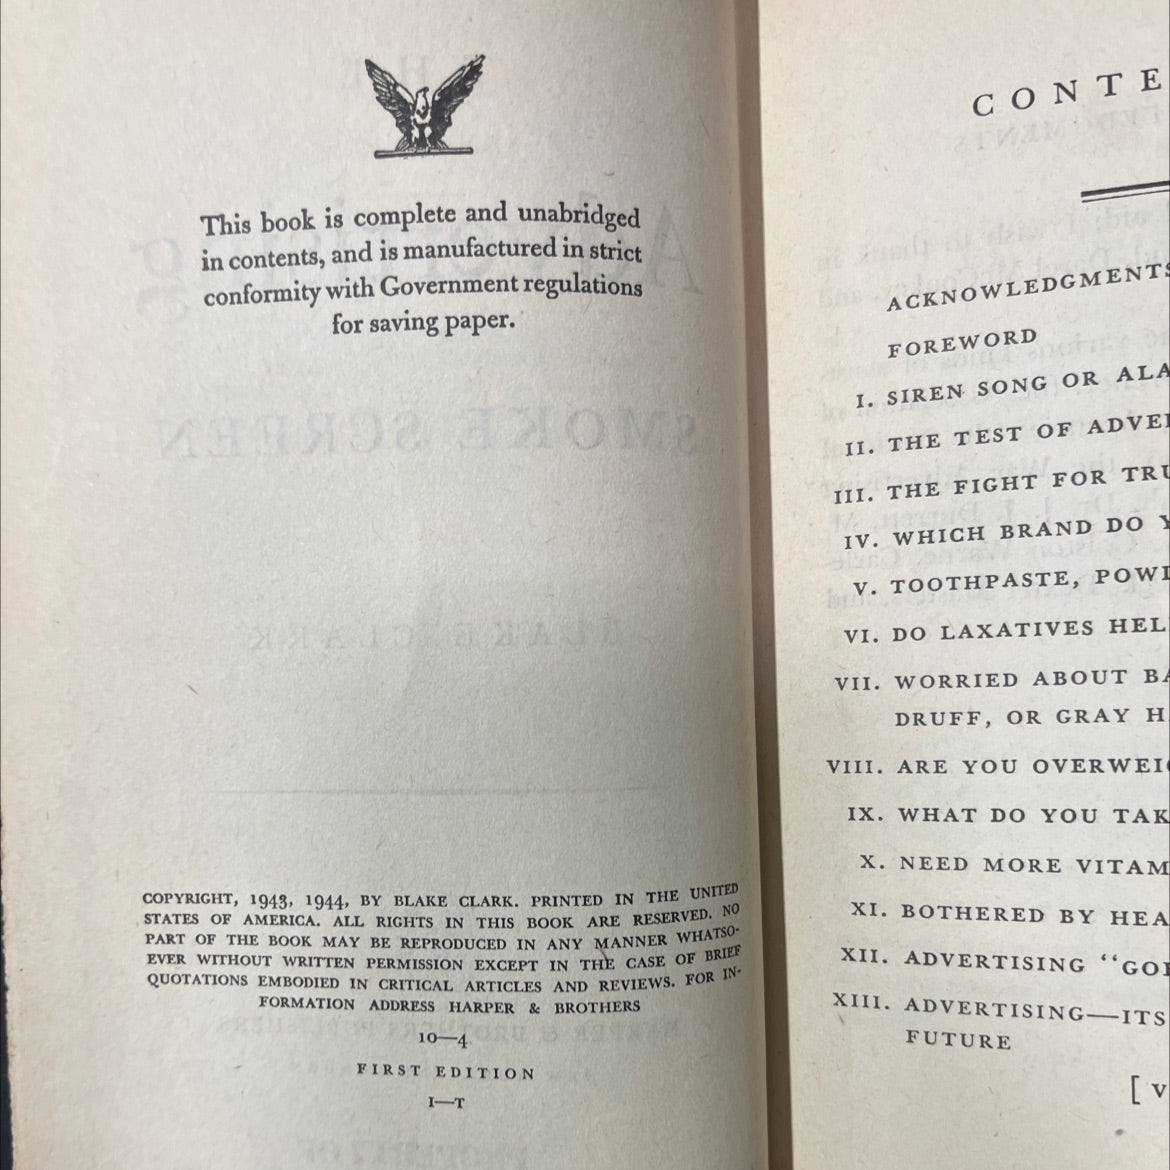 This book is complete and unabridged
in contents, and is manufactured in strict
conformity with Government regulations
for saving paper.
COPYRIGHT, 1943, 1944, BY BLAKE CLARK. PRINTED IN THE UNITED
STATES OF AMERICA. ALL RIGHTS IN THIS BOOK ARE RESERVED. NO
PART OF THE BOOK MAY BE REPRODUCED IN ANY MANNER WHATSO-
EVER WITHOUT WRITTEN PERMISSION EXCEPT IN THE CASE OF BRIEF
QUOTATIONS EMBODIED IN CRITICAL ARTICLES AND REVIEWS. FOR IN-
FORMATION ADDRESS HARPER & BROTHERS
10—4
FIRST EDITION
I—T
CONTE
ACKNOWLEDGMENTS
FOREWORD
I. SIREN SONG OR ALA
II. THE TEST OF ADVE
III. THE FIGHT FOR TRU
IV. WHICH BRAND DO Y
V. TOOTHPASTE, POWD
VI. DO LAXATIVES HEL
VII. WORRIED ABOUT BA
DRUFF, OR GRAY H
VIII. ARE YOU OVERWEIG
IX. WHAT DO YOU TAK
X. NEED MORE VITAM
XI. BOTHERED BY HEA
XII. ADVERTISING “GO
XIII. ADVERTISING—ITS
FUTURE
[ v